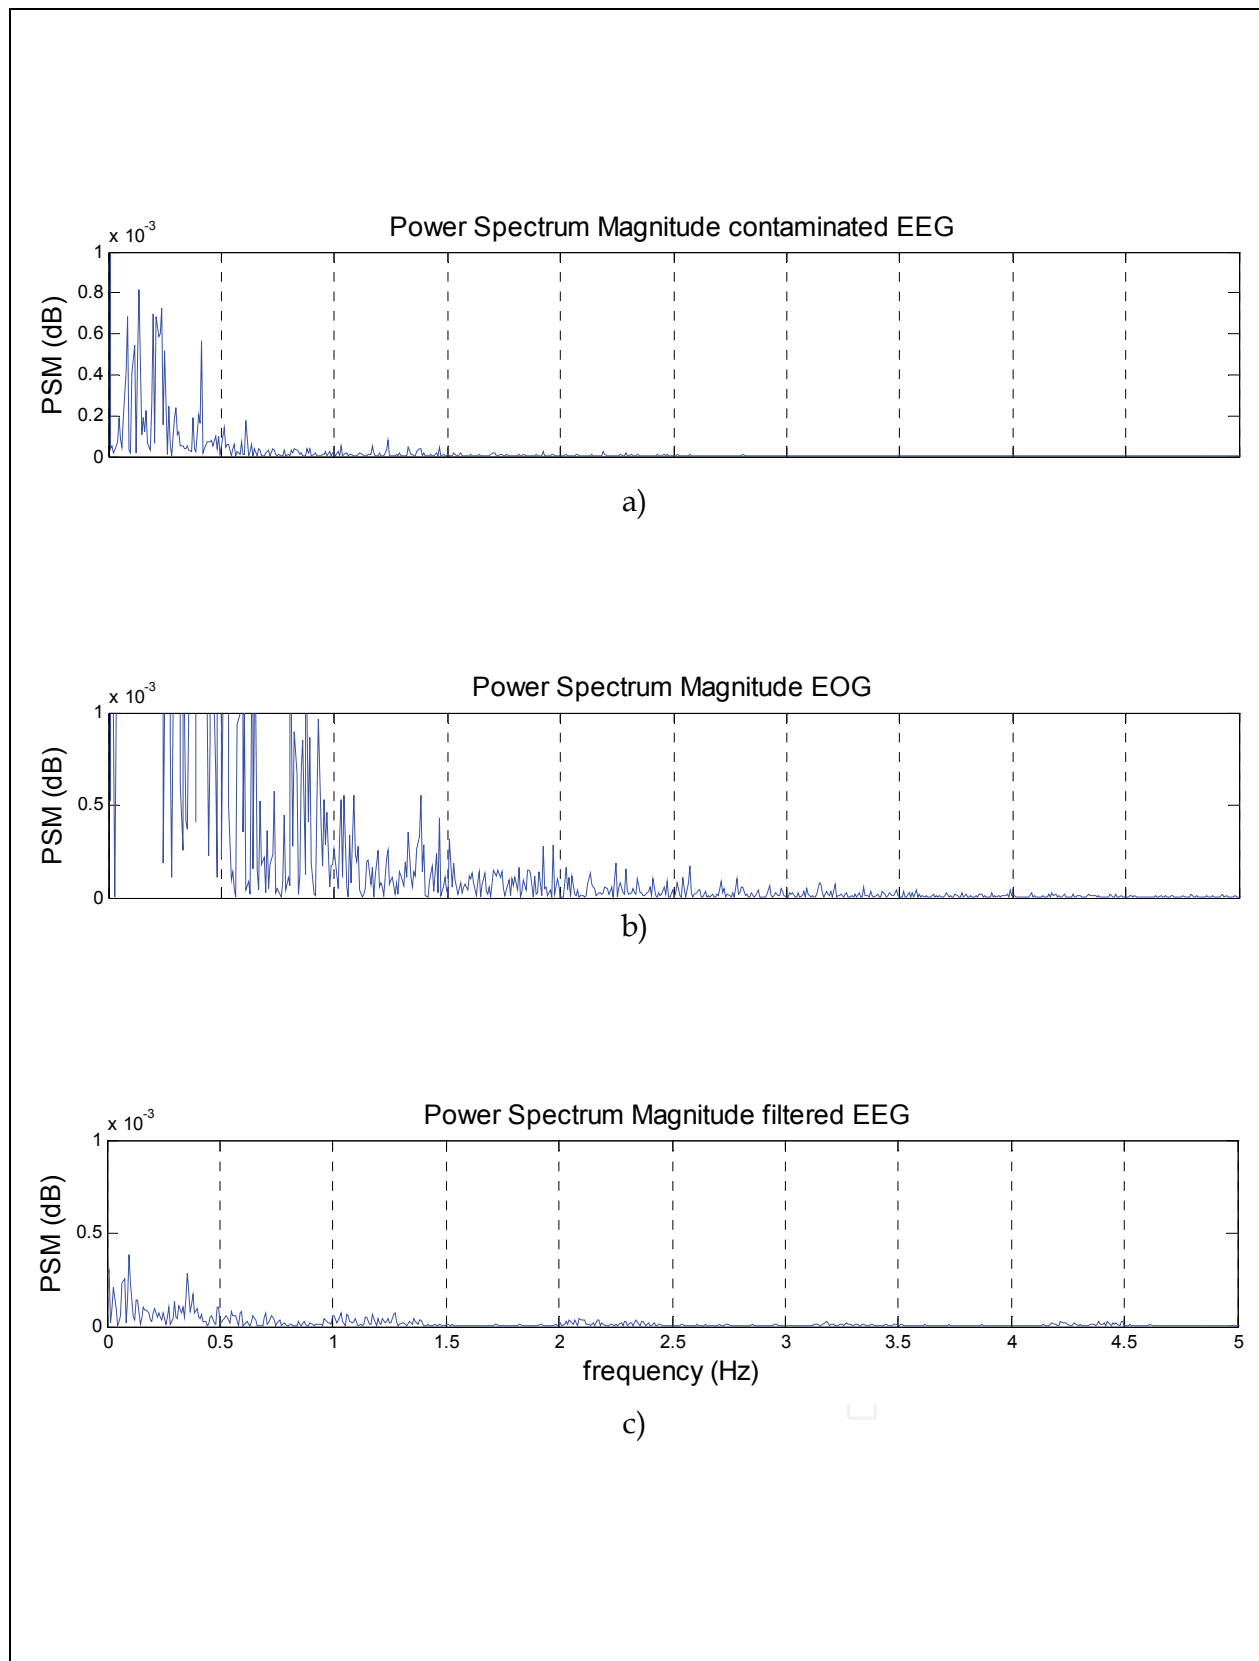 Power Spectrum Magnitude contaminated EEG
x 10-3
1
0.8
0.6
0.4
0.2
0
PSM (dB)
a)
Power Spectrum Magnitude EOG
x 10-3
1
0.5
0
PSM (dB)
b)
Power Spectrum Magnitude filtered EEG
x 10-3
1
0.5
0
PSM (dB)
0 0.5 1 1.5 2 2.5 3 3.5 4 4.5 5
frequency (Hz)
c)